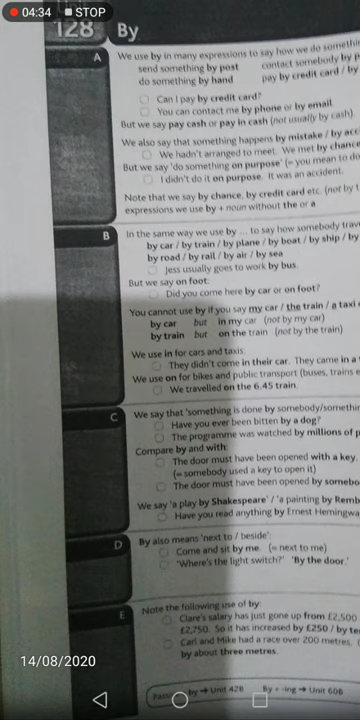 04:34 STOP
128 By
A
We use by in many expressions to say how we do
send something by post contact somebody by
do something by hand pay by credit card / by
Can I pay by credit card?
You can contact me by phone or by email.
But we say pay cash or pay in cash (not usually by cash).
We also say that something happens by mistake / by
We hadn't arranged to meet. We met by chance
But we say 'do something on purpose' (= you mean to
I didn't do it on purpose. It was an accident.
Note that we say by chance, by credit card etc. (not by
expressions we use by + noun without the or a
B
In the same way we use by ... to say how somebody
by car / by train / by plane / by boat / by ship / by
by road / by rail / by air / by sea
Jess usually goes to work by bus.
But we say on foot:
Did you come here by car or on foot?
You cannot use by if you say my car / the train / a taxi
by car but in my car (not by my car)
by train but on the train (not by the train)
We use in for cars and taxis:
They didn't come in their car. They came in a
We use on for bikes and public transport (buses, trains
We travelled on the 6.45 train.
C
We say that 'something is done by
Have you ever been bitten by a dog?
The programme was watched by millions of
Compare by and with:
The door must have been opened with a key.
(= somebody used a key to open it)
The door must have been opened by
We say 'a play by Shakespeare' / 'a painting by
Have you read anything by Ernest
D
By also means 'next to / beside':
Come and sit by me. (= next to me)
'Where's the light switch?' 'By the door.'
E
Note the following use of by:
Clare's salary has just gone up from £2,500
£2,750. So it has increased by £250 / by
Carl and Mike had a race over 200 metres.
by about three metres.
14/08/2020
by → Unit 42B By + -ing → Unit 60B